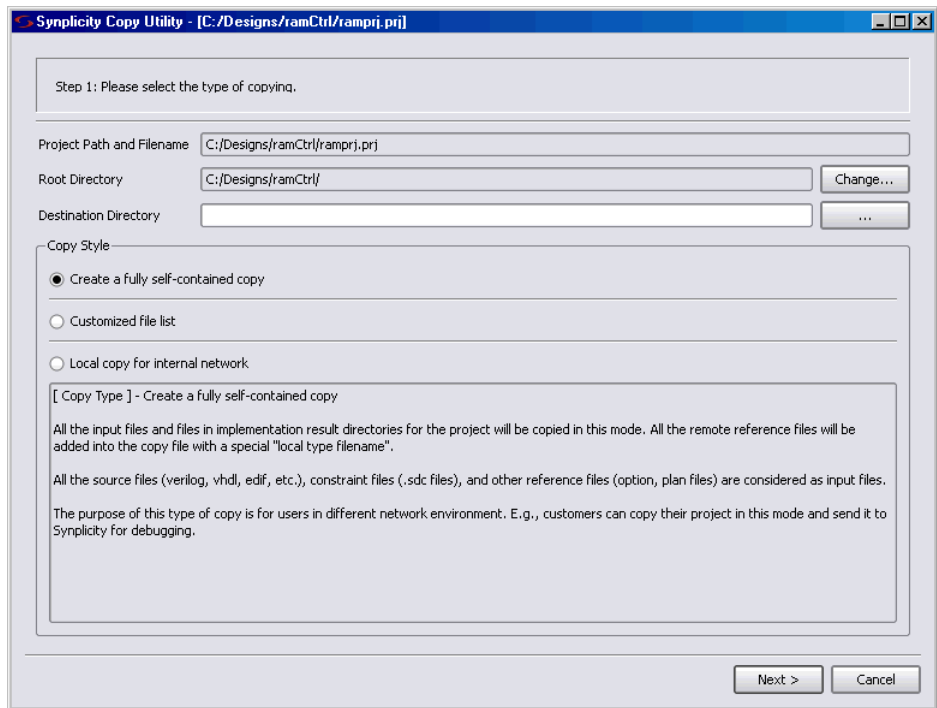 Synplicity Copy Utility - [C:/Designs/ramCtrl/ramprj.prj]
Step 1: Please select the type of copying.
Project Path and Filename C:/Designs/ramCtrl/ramprj.prj
Root Directory C:/Designs/ramCtrl/ Change...
Destination Directory ...
Copy Style
Create a fully self-contained copy
Customized file list
Local copy for internal network
[ Copy Type ] - Create a fully self-contained copy
All the input files and files in implementation result directories for the project will be copied in this mode. All the remote reference files will be
added into the copy file with a special "local type filename".
All the source files (verilog, vhdl, edif, etc.), constraint files (.sdc files), and other reference files (option, plan files) are considered as input files.
The purpose of this type of copy is for users in different network environment. E.g., customers can copy their project in this mode and send it to
Synplicity for debugging.
Next > Cancel